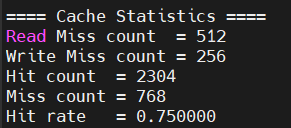 ==== Cache Statistics ====
Read Miss count  = 512
Write Miss count = 256
Hit count  = 2304
Miss count = 768
Hit rate   = 0.750000